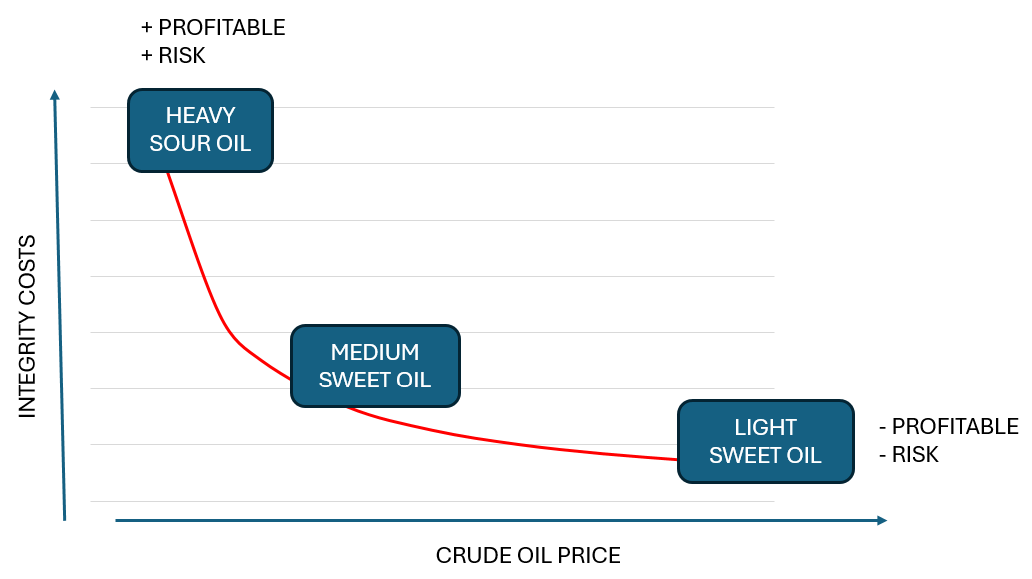 + PROFITABLE
+ RISK
HEAVY
SOUR OIL
INTEGRITY COSTS
MEDIUM
SWEET OIL
LIGHT
SWEET OIL
- PROFITABLE
- RISK
CRUDE OIL PRICE